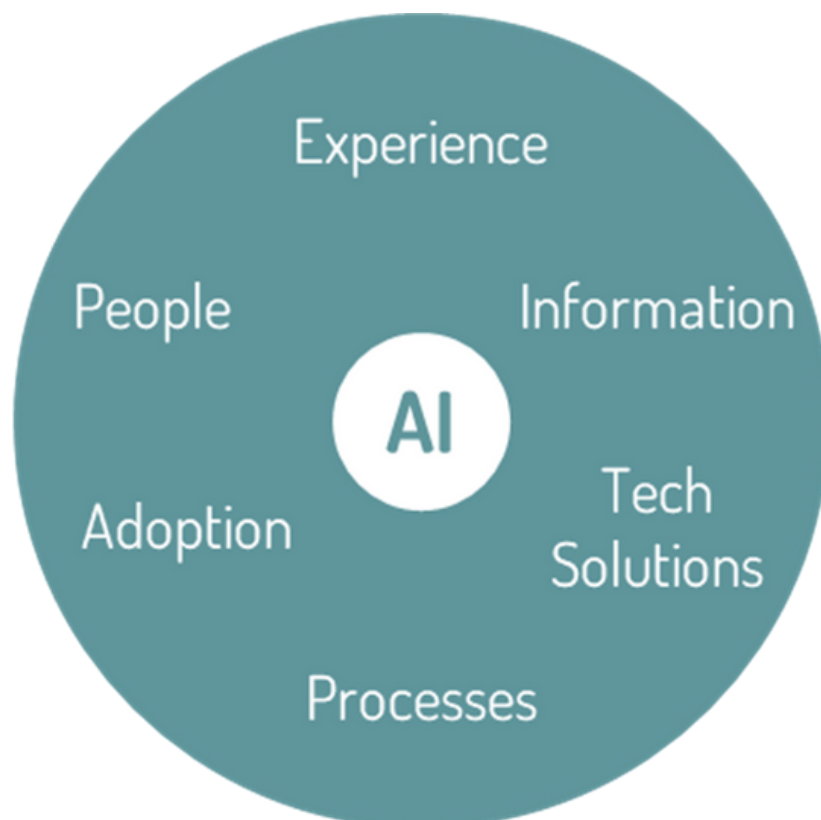 Experience
People
Information
AI
Tech
Solutions
Adoption
Processes